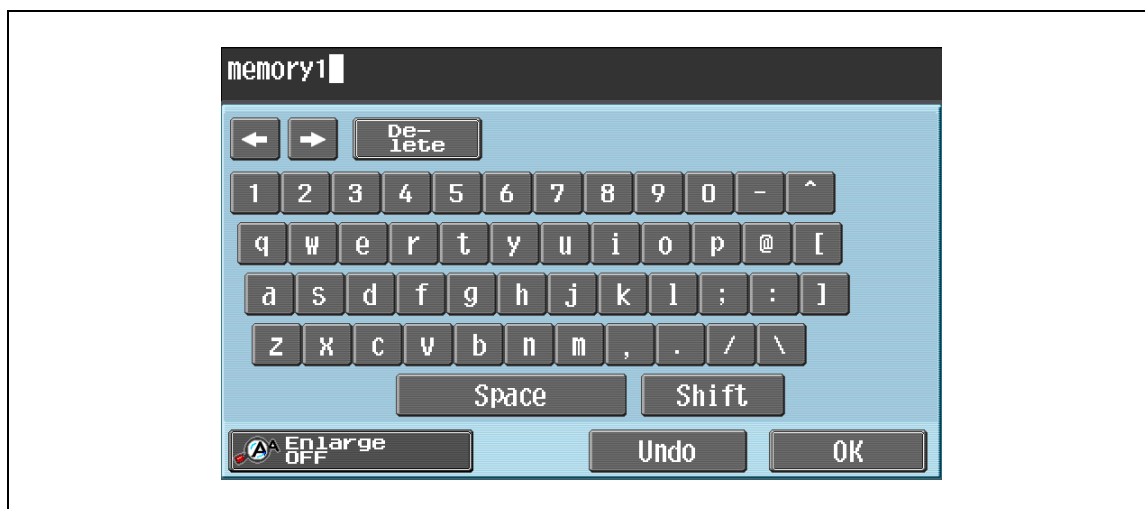 memory1
← → De-
lete
1 2 3 4 5 6 7 8 9 0 - ^
q w e r t y u i o p @ [
a s d f g h j k l ; : ]
z x c v b n m , . / \
Space Shift
A A Enlarge
OFF
Undo OK